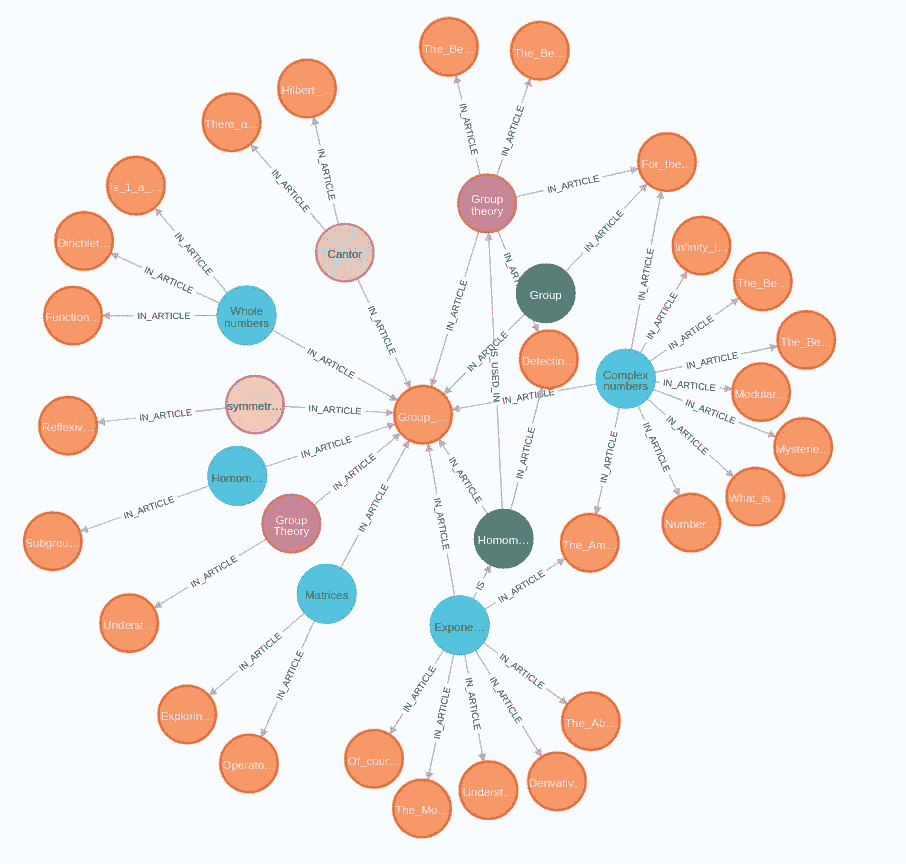 The_Be…
The_Be…
Hilbert_…
There_a…
IN_ARTICLE
IN_ARTICLE
IN_ARTICLE
IN_ARTICLE
For_the…
Is_1_a_…
IN_ARTICLE
Group
theory
IN_ARTICLE
IN_ARTICLE
Dirichlet…
IN_ARTICLE
Cantor
Infinity_i…
IN_ARTICLE
IN_ART
IN_ARTICLE
IN_ARTICLE
The_Be…
Group
Function…
IN_ARTICLE
Whole
numbers
IN_ARTICLE
IN_ARTICLE
IN_ARTICLE
The_Be…
IN_ARTICLE
IN_ARTICLE
Detectin…
IN_ARTICLE
IS_USED_IN
Complex
numbers
IN_ARTICLE
Modular…
symmetr…
IN_ARTICLE
IN_ARTICLE
Group_…
IN_ARTICLE
IN_ARTICLE
Reflexiv…
IN_ARTICLE
IN_ARTICLE
IN_ARTICLE
IN_ARTICLE
Mysterie…
Homom…
IN_ARTICLE
IN_ARTICLE
IN_ARTICLE
IN_ARTICLE
What_is…
IN_ARTICLE
IN_ARTICLE
Group
Theory
Number…
Subgrou…
Homom…
The_Am…
IN_ARTICLE
IS
IN_ARTICLE
Matrices
Underst…
Expone…
IN_ARTICLE
IN_ARTICLE
IN_ARTICLE
IN_ARTICLE
IN_ARTICLE
IN_ARTICLE
IN_ARTICLE
Explorin…
The_Ab…
Operato…
Of_cour…
Derivativ…
Underst…
The_Mo…